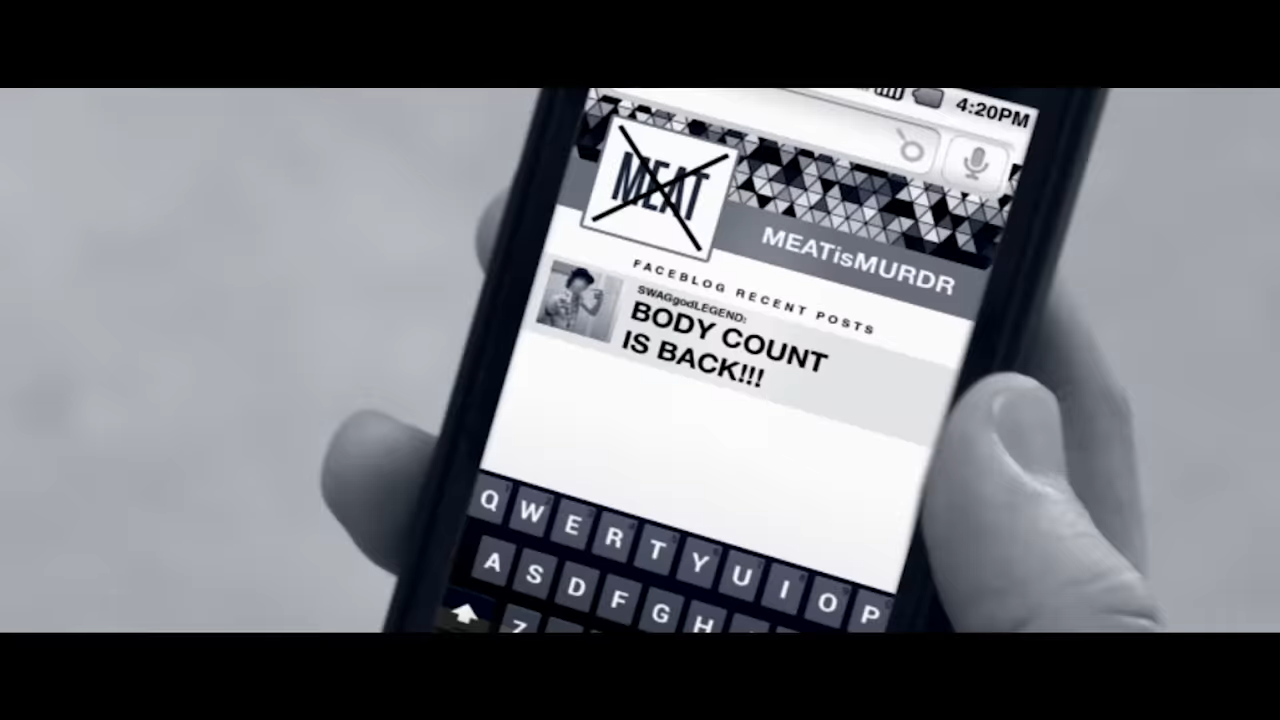 4:20PM
MEAT
MEATisMURDR
FACEBLOG RECENT POSTS
SWAGgodLEGEND:
BODY COUNT
IS BACK!!!
Q W E R T Y U I O P
A S D F G H
Z